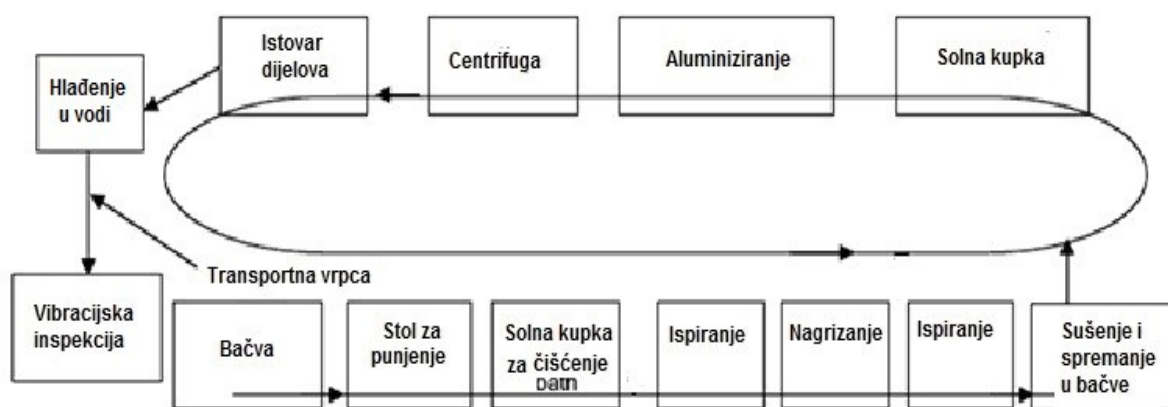 Istovar
dijelova
Centrifuga
Aluminiziranje
Solna kupka
Hlađenje
u vodi
Transportna vrpca
Vibracijska
inspekcija
Bačva
Stol za
punjenje
Solna kupka
za čišćenje
Ispiranje
Nagrizanje
Ispiranje
Sušenje i
spremanje
u bačve